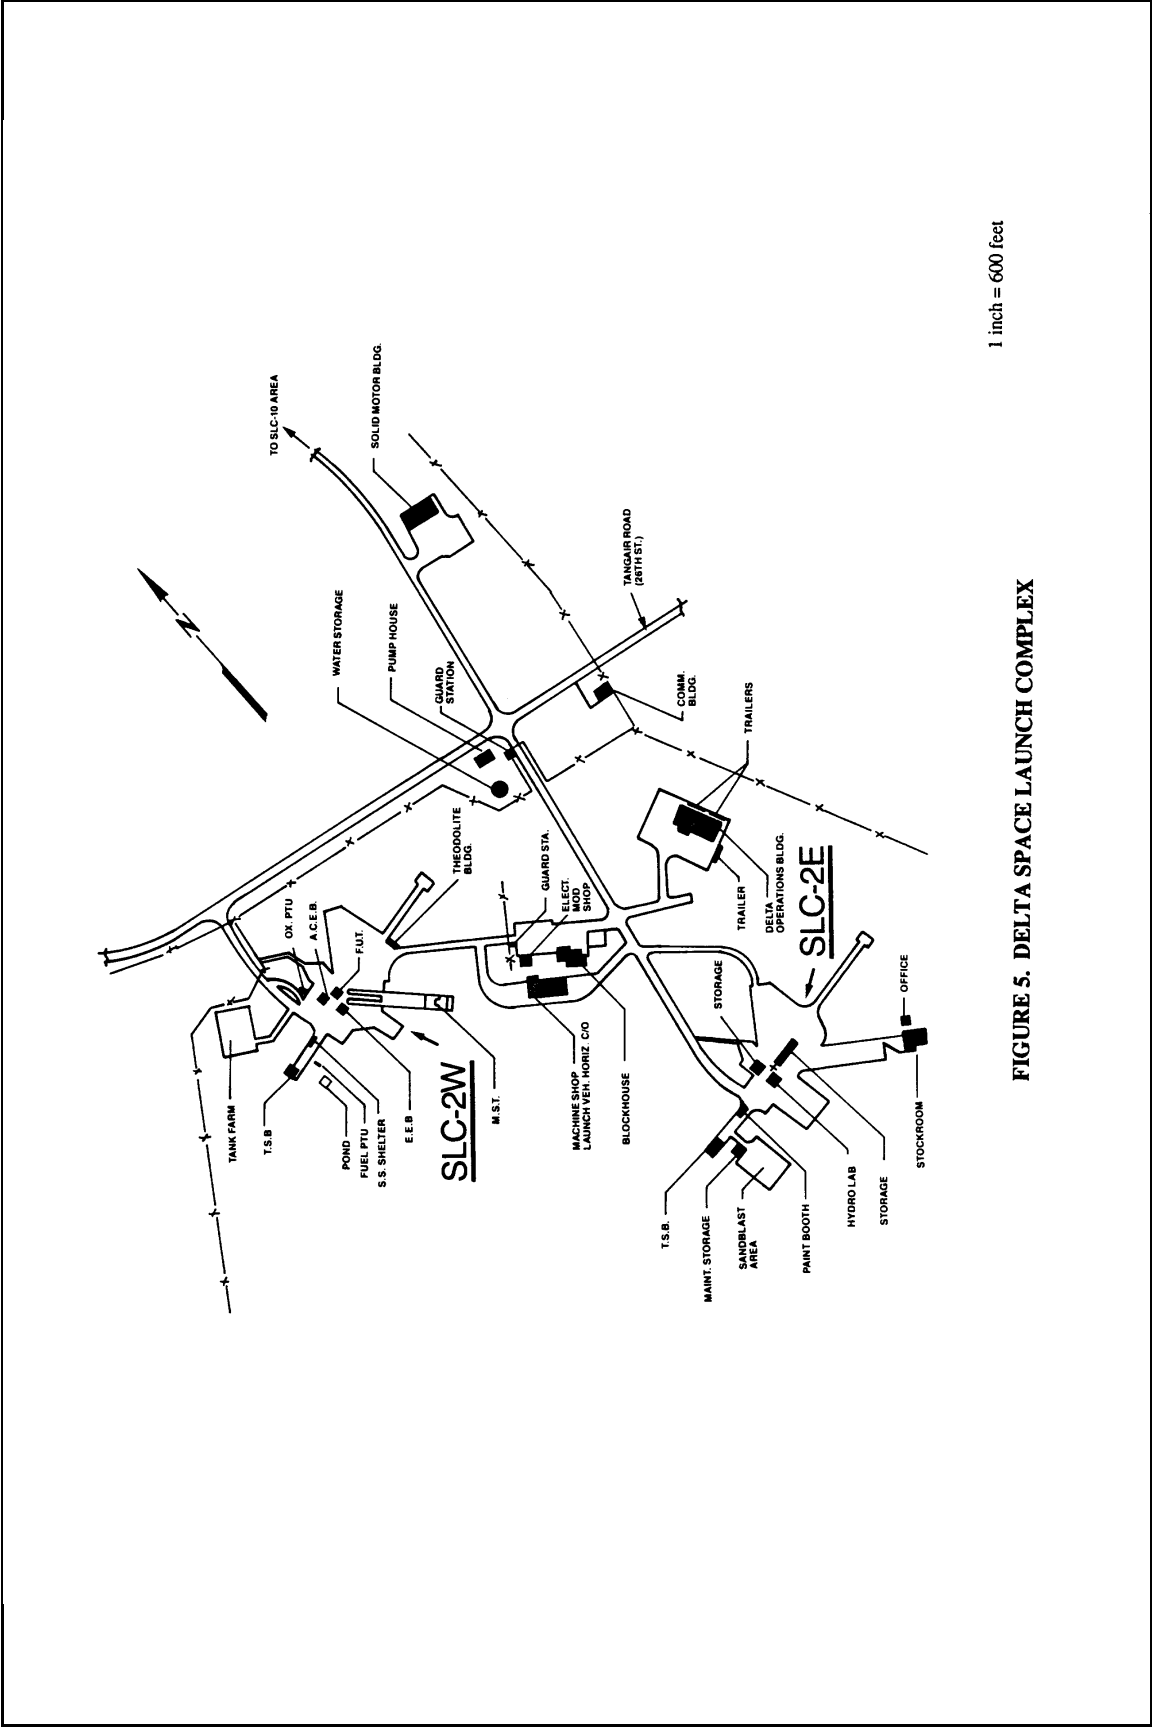 TO SLC-10 AREA
SOLID MOTOR BLDG.
N
WATER STORAGE
PUMP HOUSE
GUARD
STATION
TANGAIR ROAD
(26TH ST.)
COMM.
BLDG.
TRAILERS
THEODOLITE
BLDG.
GUARD STA.
ELECT.
MOD
SHOP
OX. PTU
A.C.E.B.
F.U.T.
TRAILER
DELTA
OPERATIONS BLDG.
SLC-2E
STORAGE
OFFICE
TANK FARM
T.S.B
POND
FUEL PTU
S.S. SHELTER
E.E.B
SLC-2W
M.S.T.
MACHINE SHOP
LAUNCH VEH. HORIZ. C/O
BLOCKHOUSE
T.S.B.
MAINT. STORAGE
SANDBLAST
AREA
PAINT BOOTH
HYDRO LAB
STORAGE
STOCKROOM
1 inch = 600 feet
FIGURE 5. DELTA SPACE LAUNCH COMPLEX